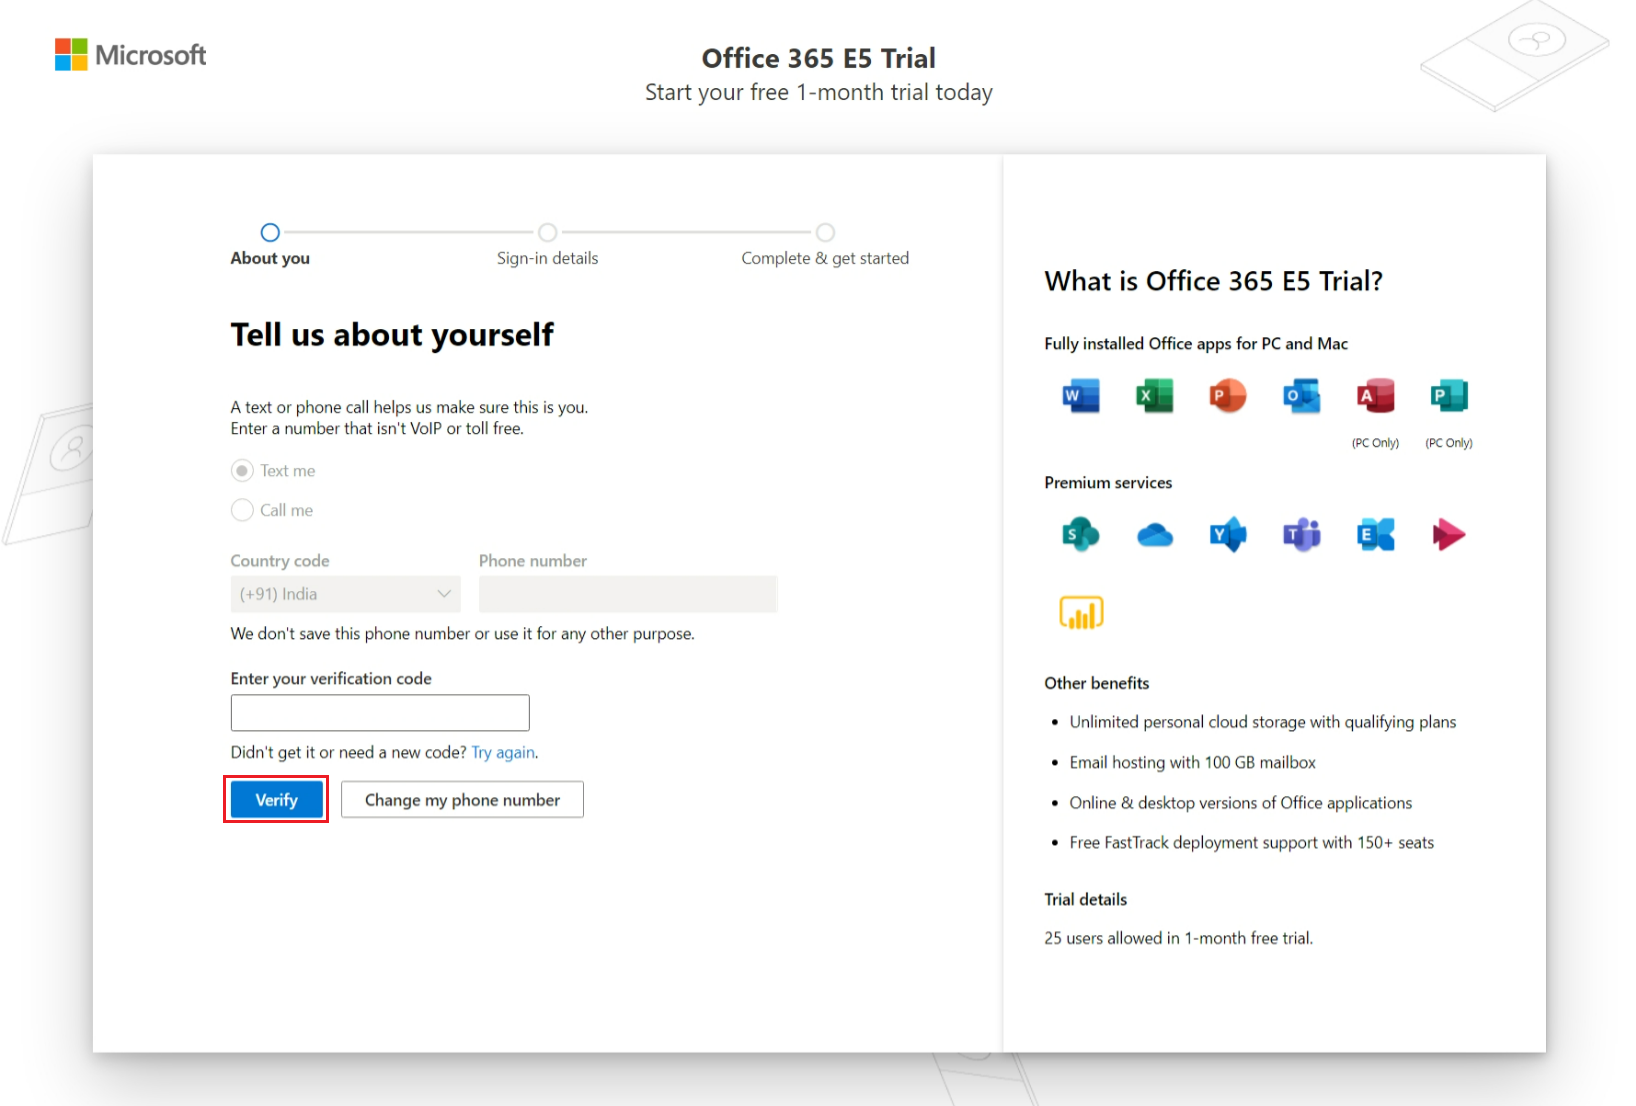 Microsoft
Office 365 E5 Trial
Start your free 1-month trial today
About you
Sign-in details
Complete & get started
Tell us about yourself
A text or phone call helps us make sure this is you.
Enter a number that isn't VoIP or toll free.
Text me
Call me
Country code
Phone number
(+91) India
We don't save this phone number or use it for any other purpose.
Enter your verification code
Didn't get it or need a new code? Try again.
Verify
Change my phone number
What is Office 365 E5 Trial?
Fully installed Office apps for PC and Mac
W
X
P
O
A
P
(PC Only)
(PC Only)
Premium services
S
Y
T
E
Other benefits
• Unlimited personal cloud storage with qualifying plans
• Email hosting with 100 GB mailbox
• Online & desktop versions of Office applications
• Free FastTrack deployment support with 150+ seats
Trial details
25 users allowed in 1-month free trial.